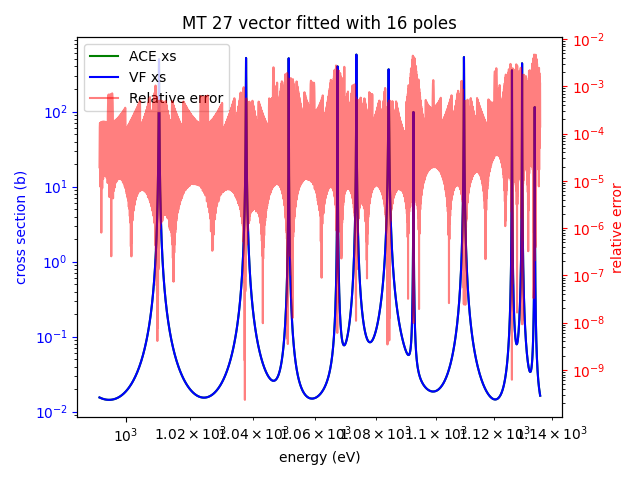 MT 27 vector fitted with 16 poles
ACE xs
VF xs
Relative error
cross section (b)
10²
10¹
10⁰
10⁻¹
10⁻²
10⁻²
10⁻³
10⁻⁴
10⁻⁵
10⁻⁶
10⁻⁷
10⁻⁸
10⁻⁹
relative error
10³ 1.02×10³ 1.04×10³ 1.06×10³ 1.08×10³ 1.1×10³ 1.12×10³ 1.14×10³
energy (eV)